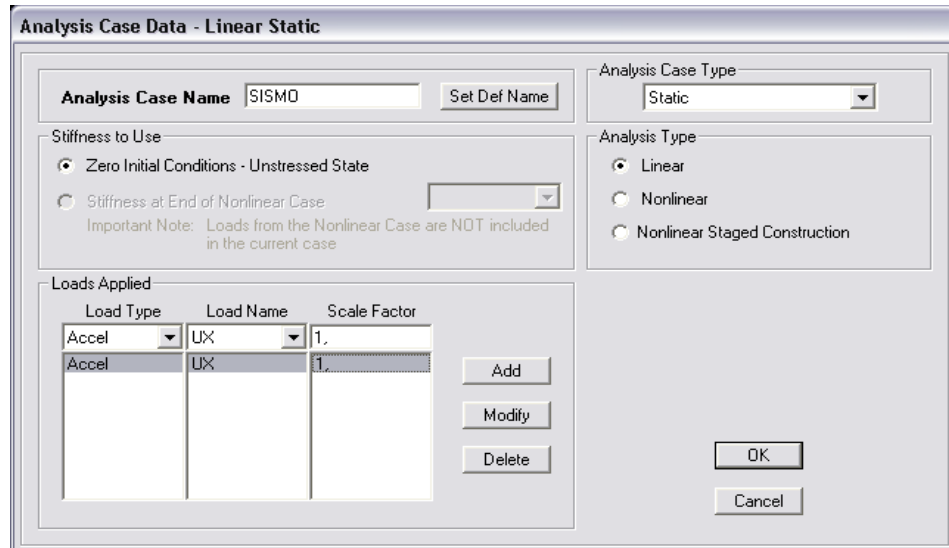 Analysis Case Data - Linear Static
Analysis Case Name SISMO Set Def Name
Analysis Case Type
Static
Stiffness to Use
Zero Initial Conditions - Unstressed State
Stiffness at End of Nonlinear Case
Important Note: Loads from the Nonlinear Case are NOT included
in the current case
Analysis Type
Linear
Nonlinear
Nonlinear Staged Construction
Loads Applied
Load Type Load Name Scale Factor
Accel UX 1,
Accel UX 1,
Add
Modify
Delete
OK
Cancel